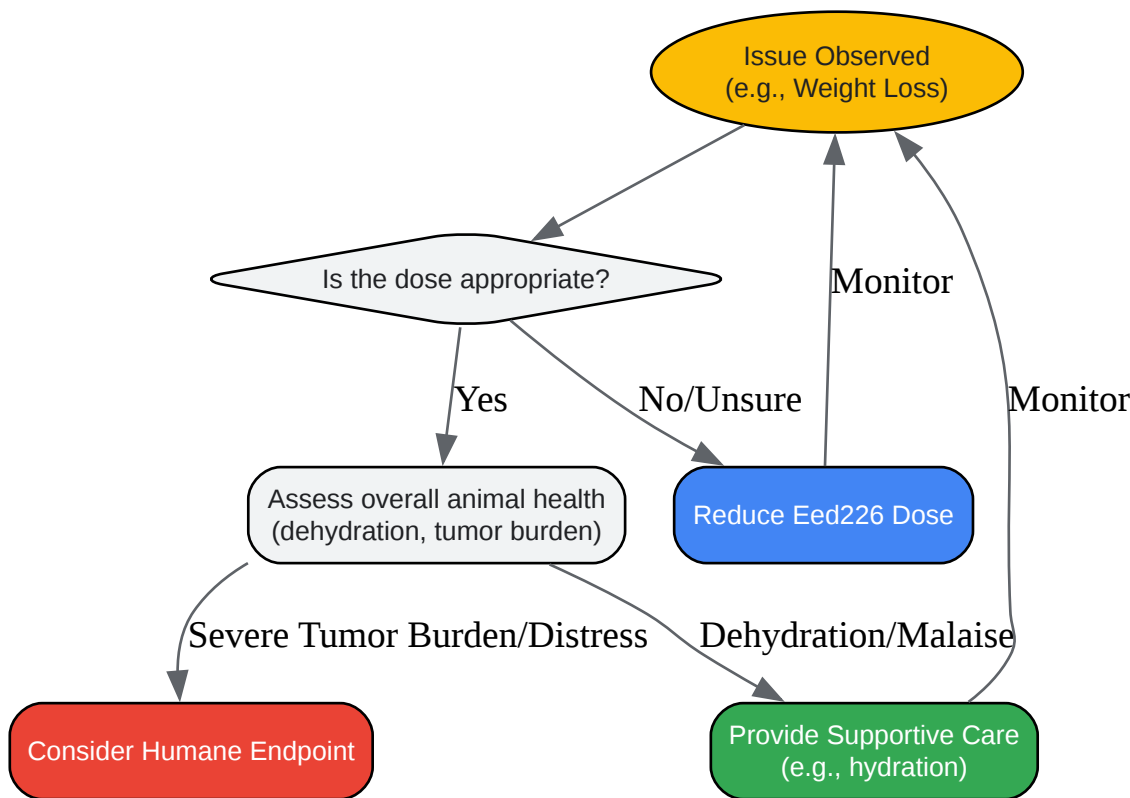 Issue Observed
(e.g., Weight Loss)
Is the dose appropriate?
Monitor
Yes
No/Unsure
Monitor
Assess overall animal health
(dehydration, tumor burden)
Reduce Eed226 Dose
Severe Tumor Burden/Distress
Dehydration/Malaise
Consider Humane Endpoint
Provide Supportive Care
(e.g., hydration)